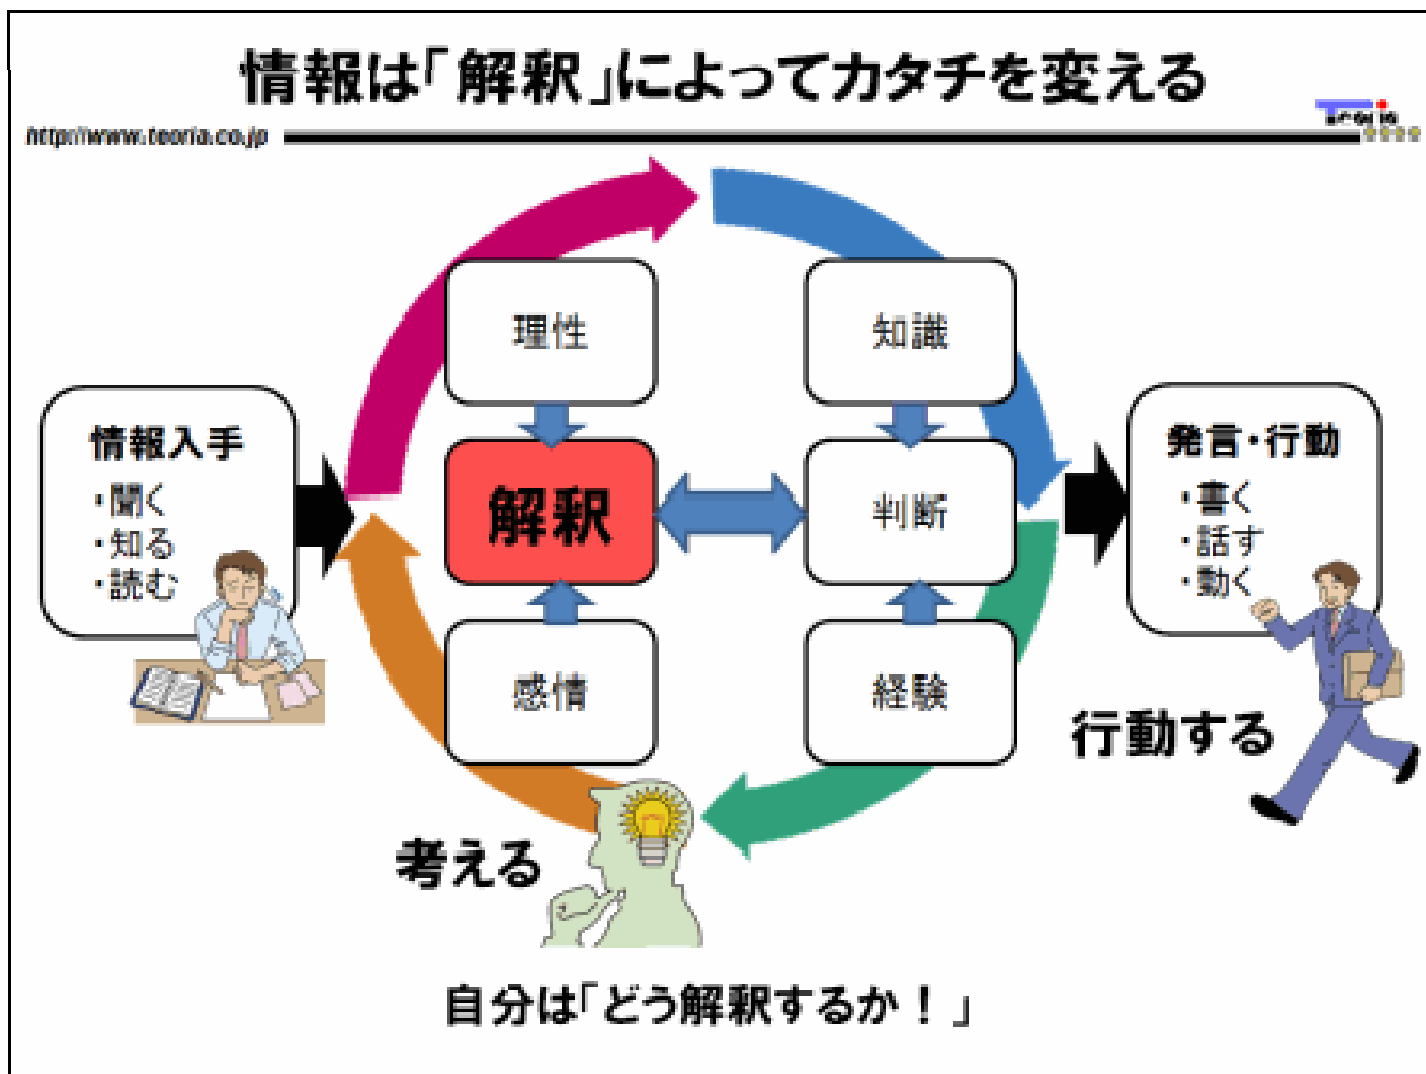 情報は「解釈」によってカタチを変える
http://www.teoria.co.jp
Teoria
理性
知識
情報入手
・聞く
・知る
・読む
解釈
判断
発言・行動
・書く
・話す
・動く
感情
経験
行動する
考える
自分は「どう解釈するか！」